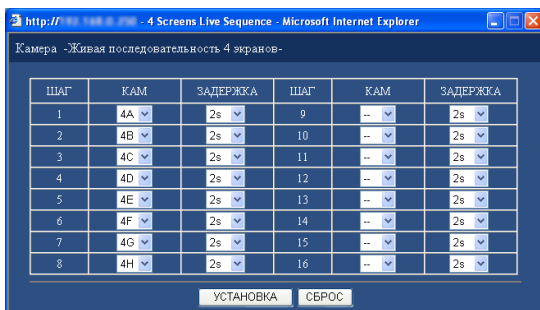 http:// - 4 Screens Live Sequence - Microsoft Internet Explorer
Камера -Живая последовательность 4 экранов-
ШАГ КАМ ЗАДЕРЖКА ШАГ КАМ ЗАДЕРЖКА
1 4A 2s 9 -- 2s
2 4B 2s 10 -- 2s
3 4C 2s 11 -- 2s
4 4D 2s 12 -- 2s
5 4E 2s 13 -- 2s
6 4F 2s 14 -- 2s
7 4G 2s 15 -- 2s
8 4H 2s 16 -- 2s
УСТАНОВКА СБРОС